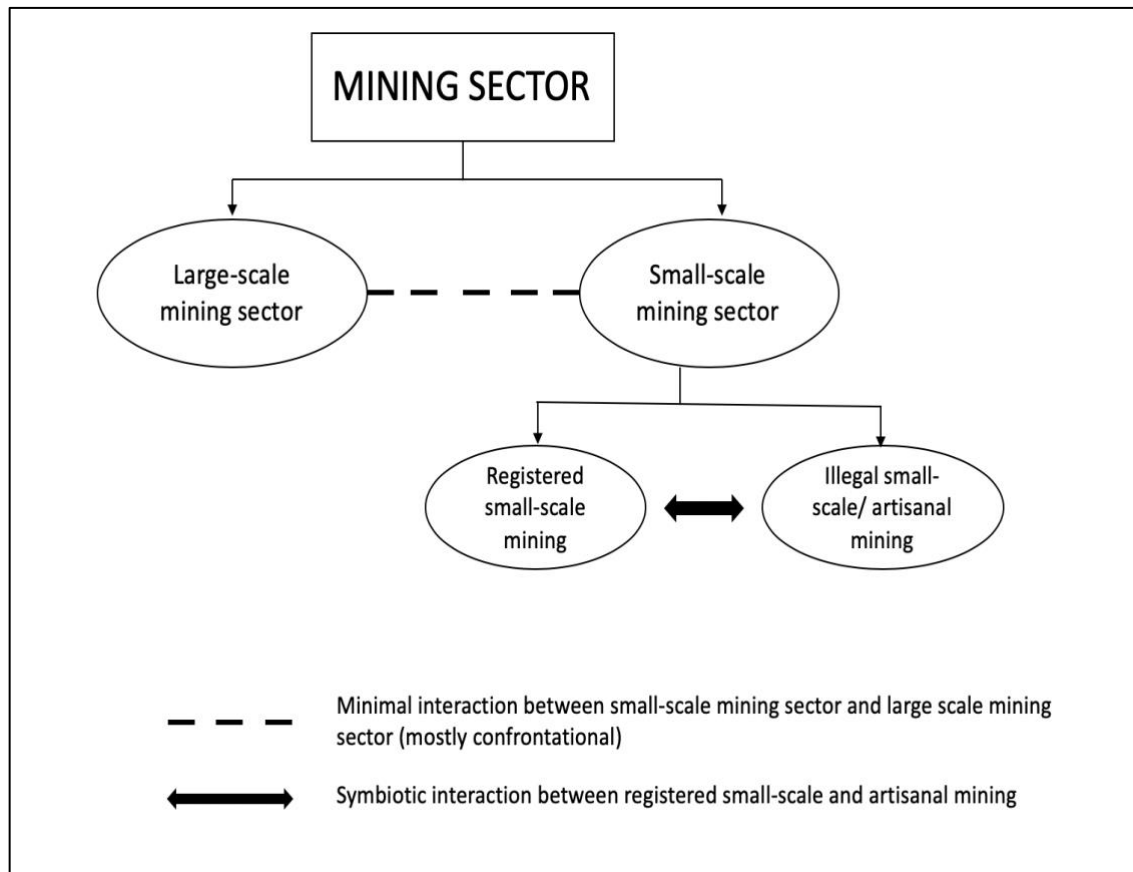 MINING SECTOR
Large-scale
mining sector
Small-scale
mining sector
Registered
small-scale
mining
Illegal small-
scale/ artisanal
mining
Minimal interaction between small-scale mining sector and large scale mining
sector (mostly confrontational)
Symbiotic interaction between registered small-scale and artisanal mining